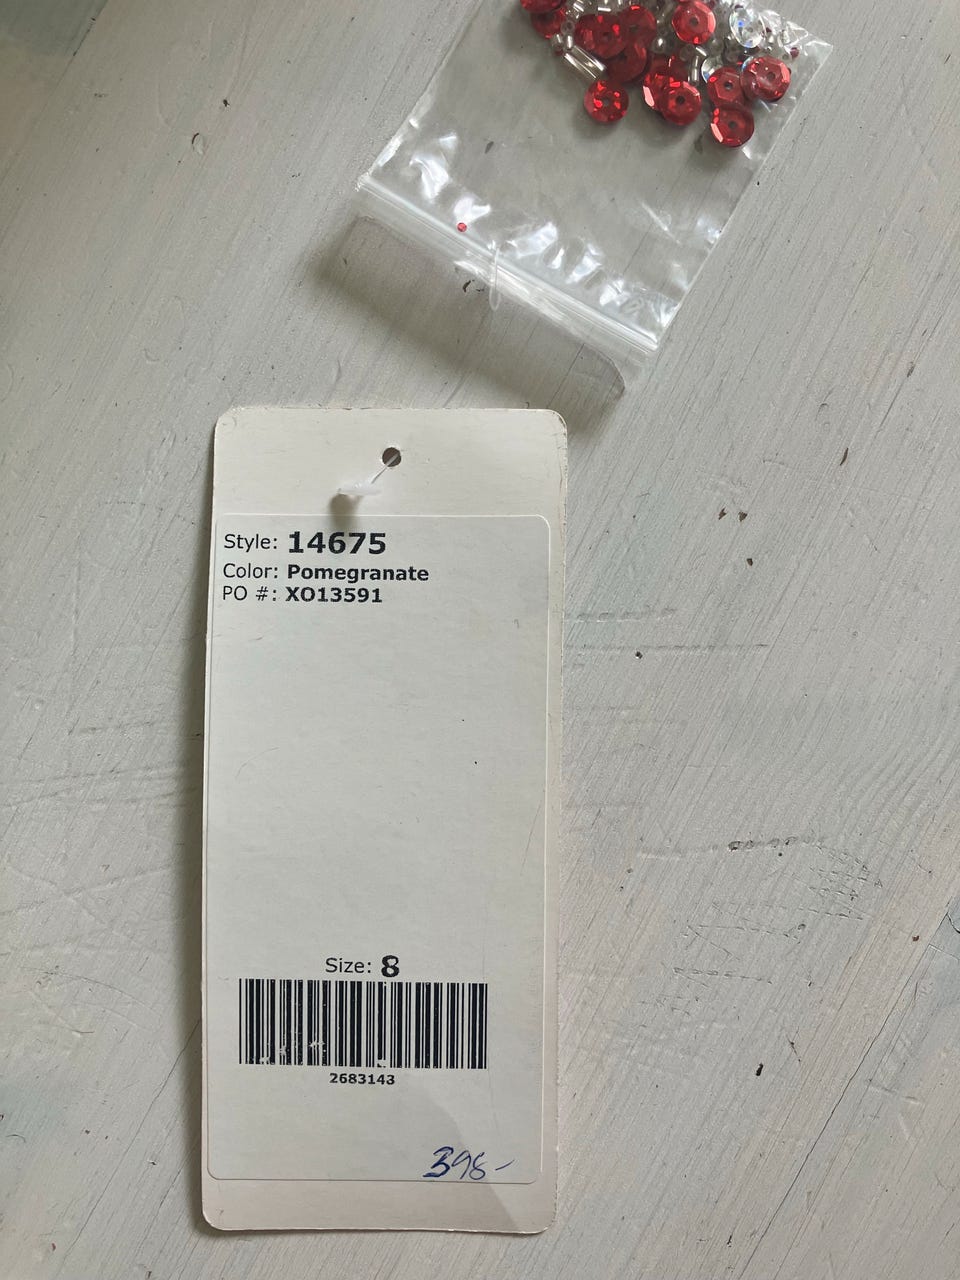 Style: 14675
Color: Pomegranate
PO #: XO13591
Size: 8
2683143
398-